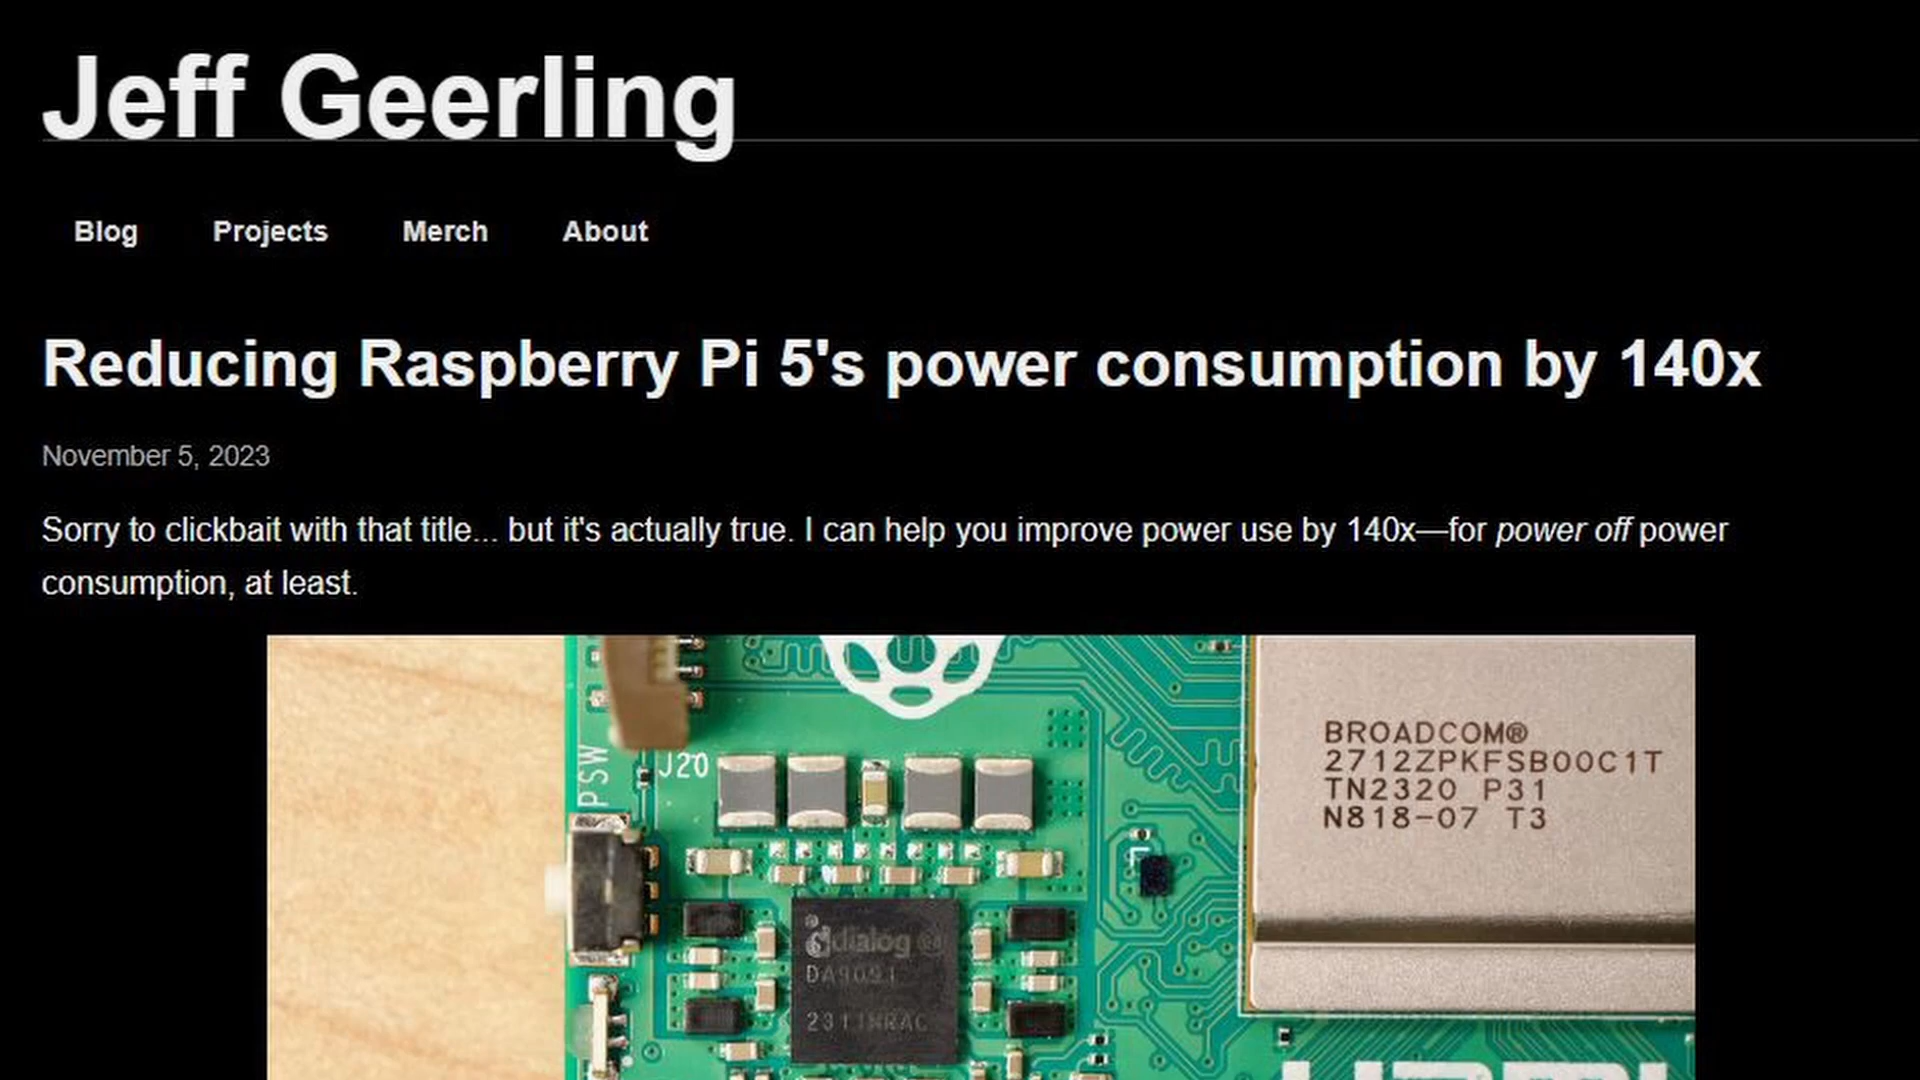 Jeff Geerling
Blog Projects Merch About
Reducing Raspberry Pi 5's power consumption by 140x
November 5, 2023
Sorry to clickbait with that title... but it's actually true. I can help you improve power use by 140x—for power off power
consumption, at least.
BROADCOM®
2712ZPKFSB00C1T
TN2320 P31
N818-07 T3
PSW
J20
dialog
DA9091
2311NRAC